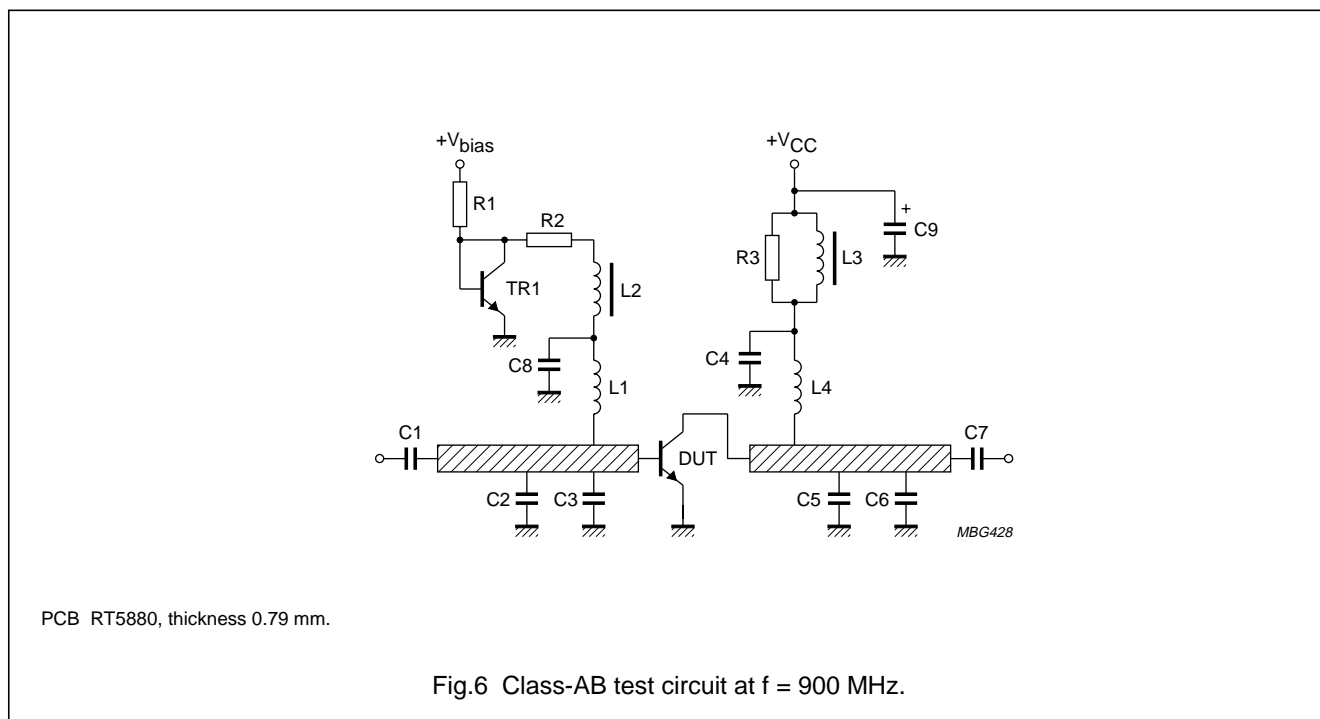 +Vbias
+VCC
R1
R2
C9
+
R3
L3
TR1
L2
C8
C4
L1
L4
C1
C7
DUT
C2
C3
C5
C6
MBG428
PCB RT5880, thickness 0.79 mm.
Fig.6 Class-AB test circuit at f = 900 MHz.